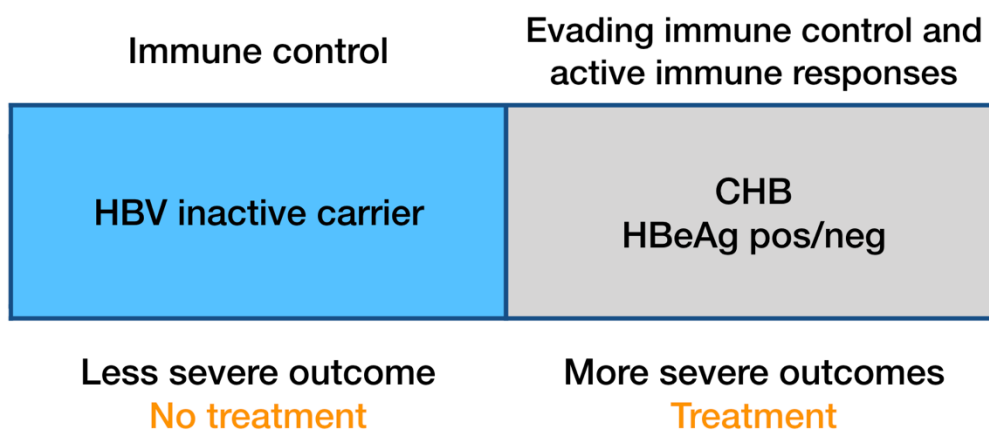 Immune control
Evading immune control and
active immune responses
HBV inactive carrier
CHB
HBeAg pos/neg
Less severe outcome
No treatment
More severe outcomes
Treatment